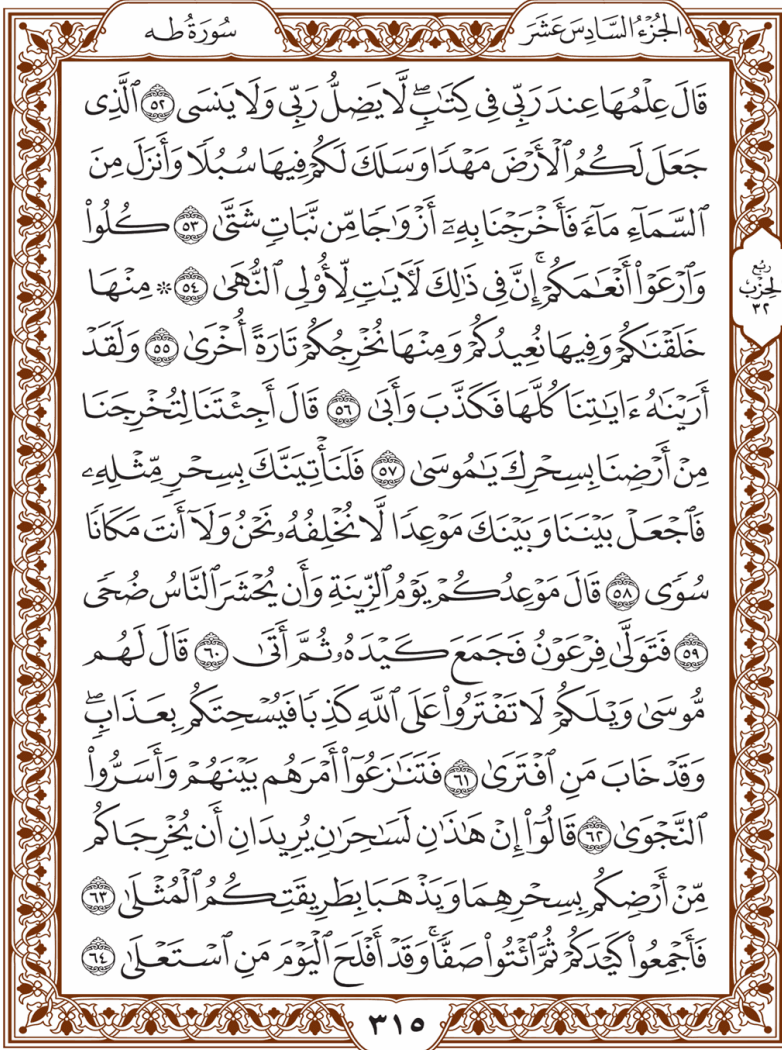 الجُزْءُ السَّادِسَ عَشَرَ
سُورَةُ طه
قَالَ عِلْمُهَا عِندَ رَبِّي فِي كِتَٰبٍۖ لَّا يَضِلُّ رَبِّي وَلَا يَنسَى ٥٢ ٱلَّذِي
جَعَلَ لَكُمُ ٱلْأَرْضَ مَهْدًا وَسَلَكَ لَكُمْ فِيهَا سُبُلًا وَأَنزَلَ مِنَ
ٱلسَّمَآءِ مَآءً فَأَخْرَجْنَا بِهِۦٓ أَزْوَٰجًا مِّن نَّبَاتٍ شَتَّىٰ ٥٣ كُلُوا۟
وَٱرْعَوْا۟ أَنْعَٰمَكُمْۚ إِنَّ فِي ذَٰلِكَ لَءَايَٰتٍ لِّأُو۟لِي ٱلنُّهَىٰ ٥٤ ۞ مِنْهَا
رُبع
الحِزْب
٣٢
خَلَقْنَٰكُمْ وَفِيهَا نُعِيدُكُمْ وَمِنْهَا نُخْرِجُكُمْ تَارَةً أُخْرَىٰ ٥٥ وَلَقَدْ
أَرَيْنَٰهُ ءَايَٰتِنَا كُلَّهَا فَكَذَّبَ وَأَبَىٰ ٥٦ قَالَ أَجِئْتَنَا لِتُخْرِجَنَا
مِنْ أَرْضِنَا بِسِحْرِكَ يَٰمُوسَىٰ ٥٧ فَلَنَأْتِيَنَّكَ بِسِحْرٍ مِّثْلِهِۦ
فَٱجْعَلْ بَيْنَنَا وَبَيْنَكَ مَوْعِدًا لَّا نُخْلِفُهُۥ نَحْنُ وَلَآ أَنتَ مَكَانًا
سُوًى ٥٨ قَالَ مَوْعِدُكُمْ يَوْمُ ٱلزِّينَةِ وَأَن يُحْشَرَ ٱلنَّاسُ ضُحًى
٥٩ فَتَوَلَّىٰ فِرْعَوْنُ فَجَمَعَ كَيْدَهُۥ ثُمَّ أَتَىٰ ٦٠ قَالَ لَهُم
مُّوسَىٰ وَيْلَكُمْ لَا تَفْتَرُوا۟ عَلَى ٱللَّهِ كَذِبًا فَيُسْحِتَكُم بِعَذَابٍۖ
وَقَدْ خَابَ مَنِ ٱفْتَرَىٰ ٦١ فَتَنَٰزَعُوٓا۟ أَمْرَهُم بَيْنَهُمْ وَأَسَرُّوا۟
ٱلنَّجْوَىٰ ٦٢ قَالُوٓا۟ إِنْ هَٰذَٰنِ لَسَٰحِرَٰنِ يُرِيدَانِ أَن يُخْرِجَاكُم
مِّنْ أَرْضِكُم بِسِحْرِهِمَا وَيَذْهَبَا بِطَرِيقَتِكُمُ ٱلْمُثْلَىٰ ٦٣
فَأَجْمِعُوا۟ كَيْدَكُمْ ثُمَّ ٱئْتُوا۟ صَفًّاۚ وَقَدْ أَفْلَحَ ٱلْيَوْمَ مَنِ ٱسْتَعْلَىٰ ٦٤
٣١٥